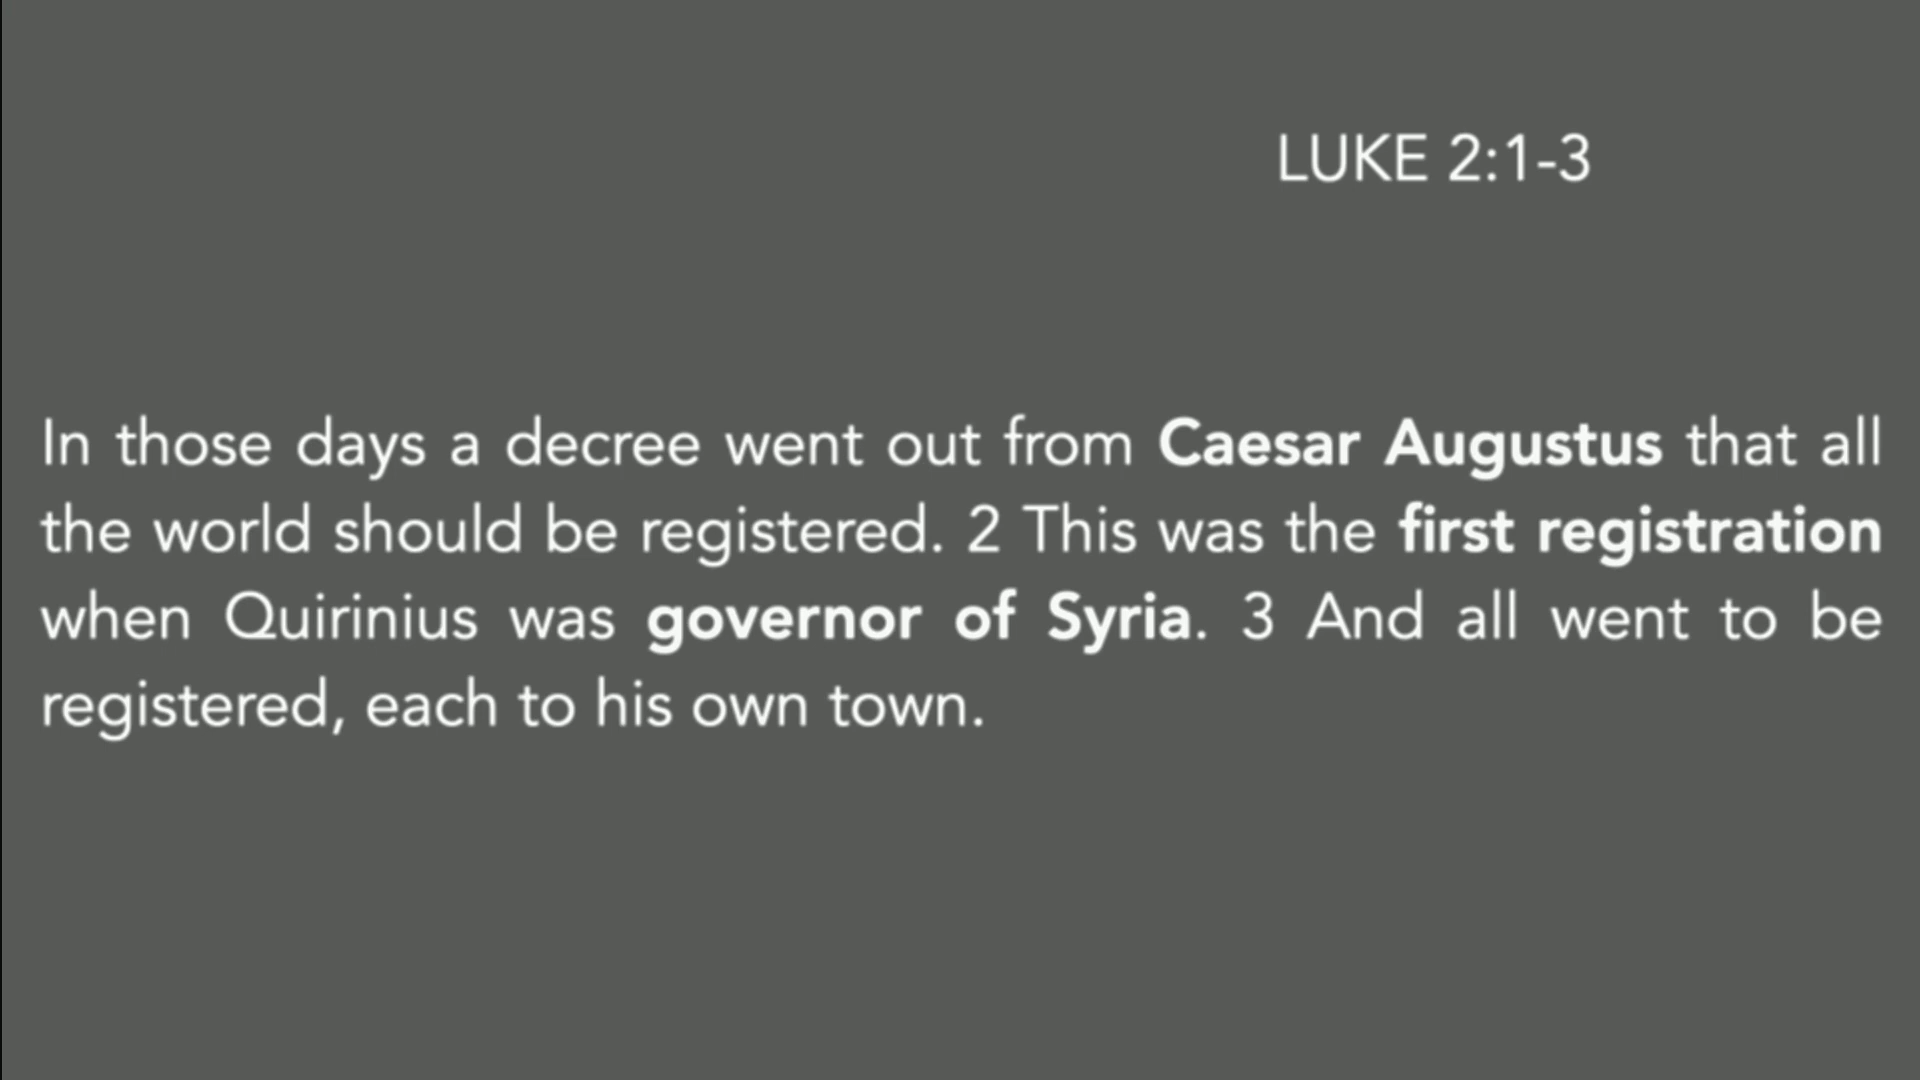 LUKE 2:1-3
In those days a decree went out from Caesar Augustus that all
the world should be registered. 2 This was the first registration
when Quirinius was governor of Syria. 3 And all went to be
registered, each to his own town.